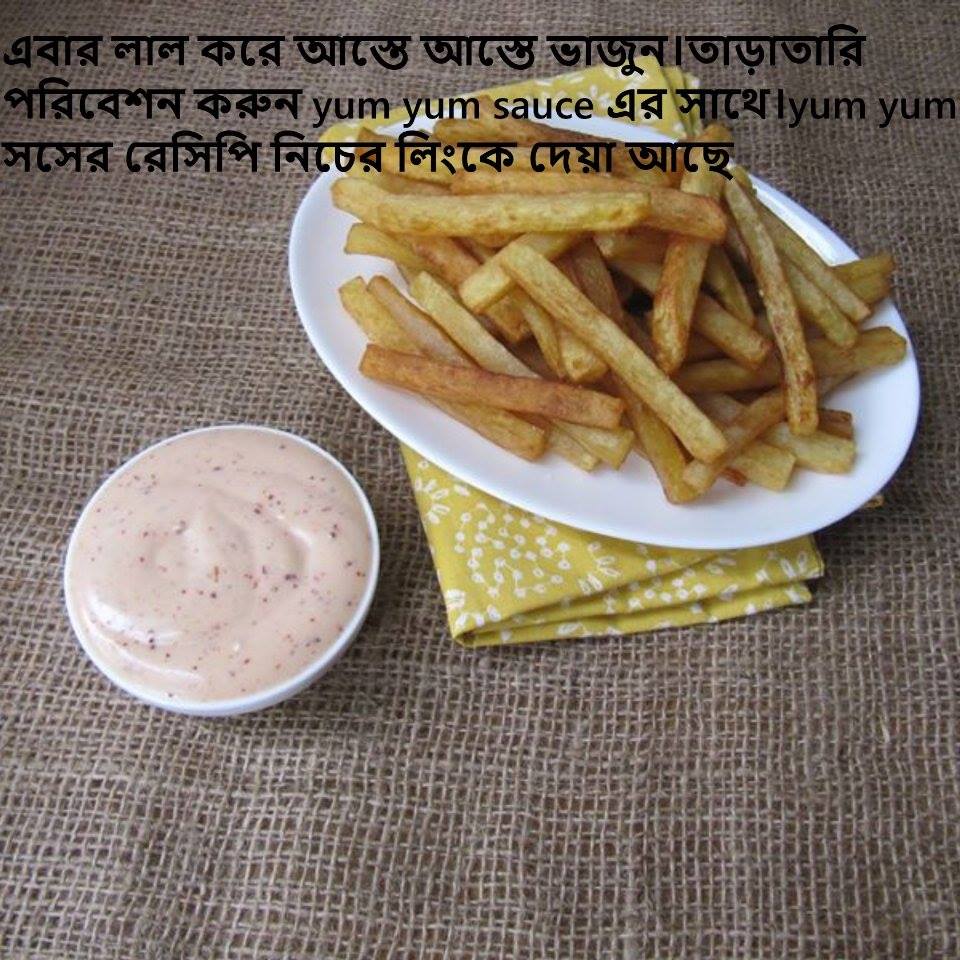 এবার লাল করে আস্তে আস্তে ভাজুন।তাড়াতারি
পরিবেশন করুন yum yum sauce এর সাথে।yum yum
সসের রেসিপি নিচের লিংকে দেয়া আছে